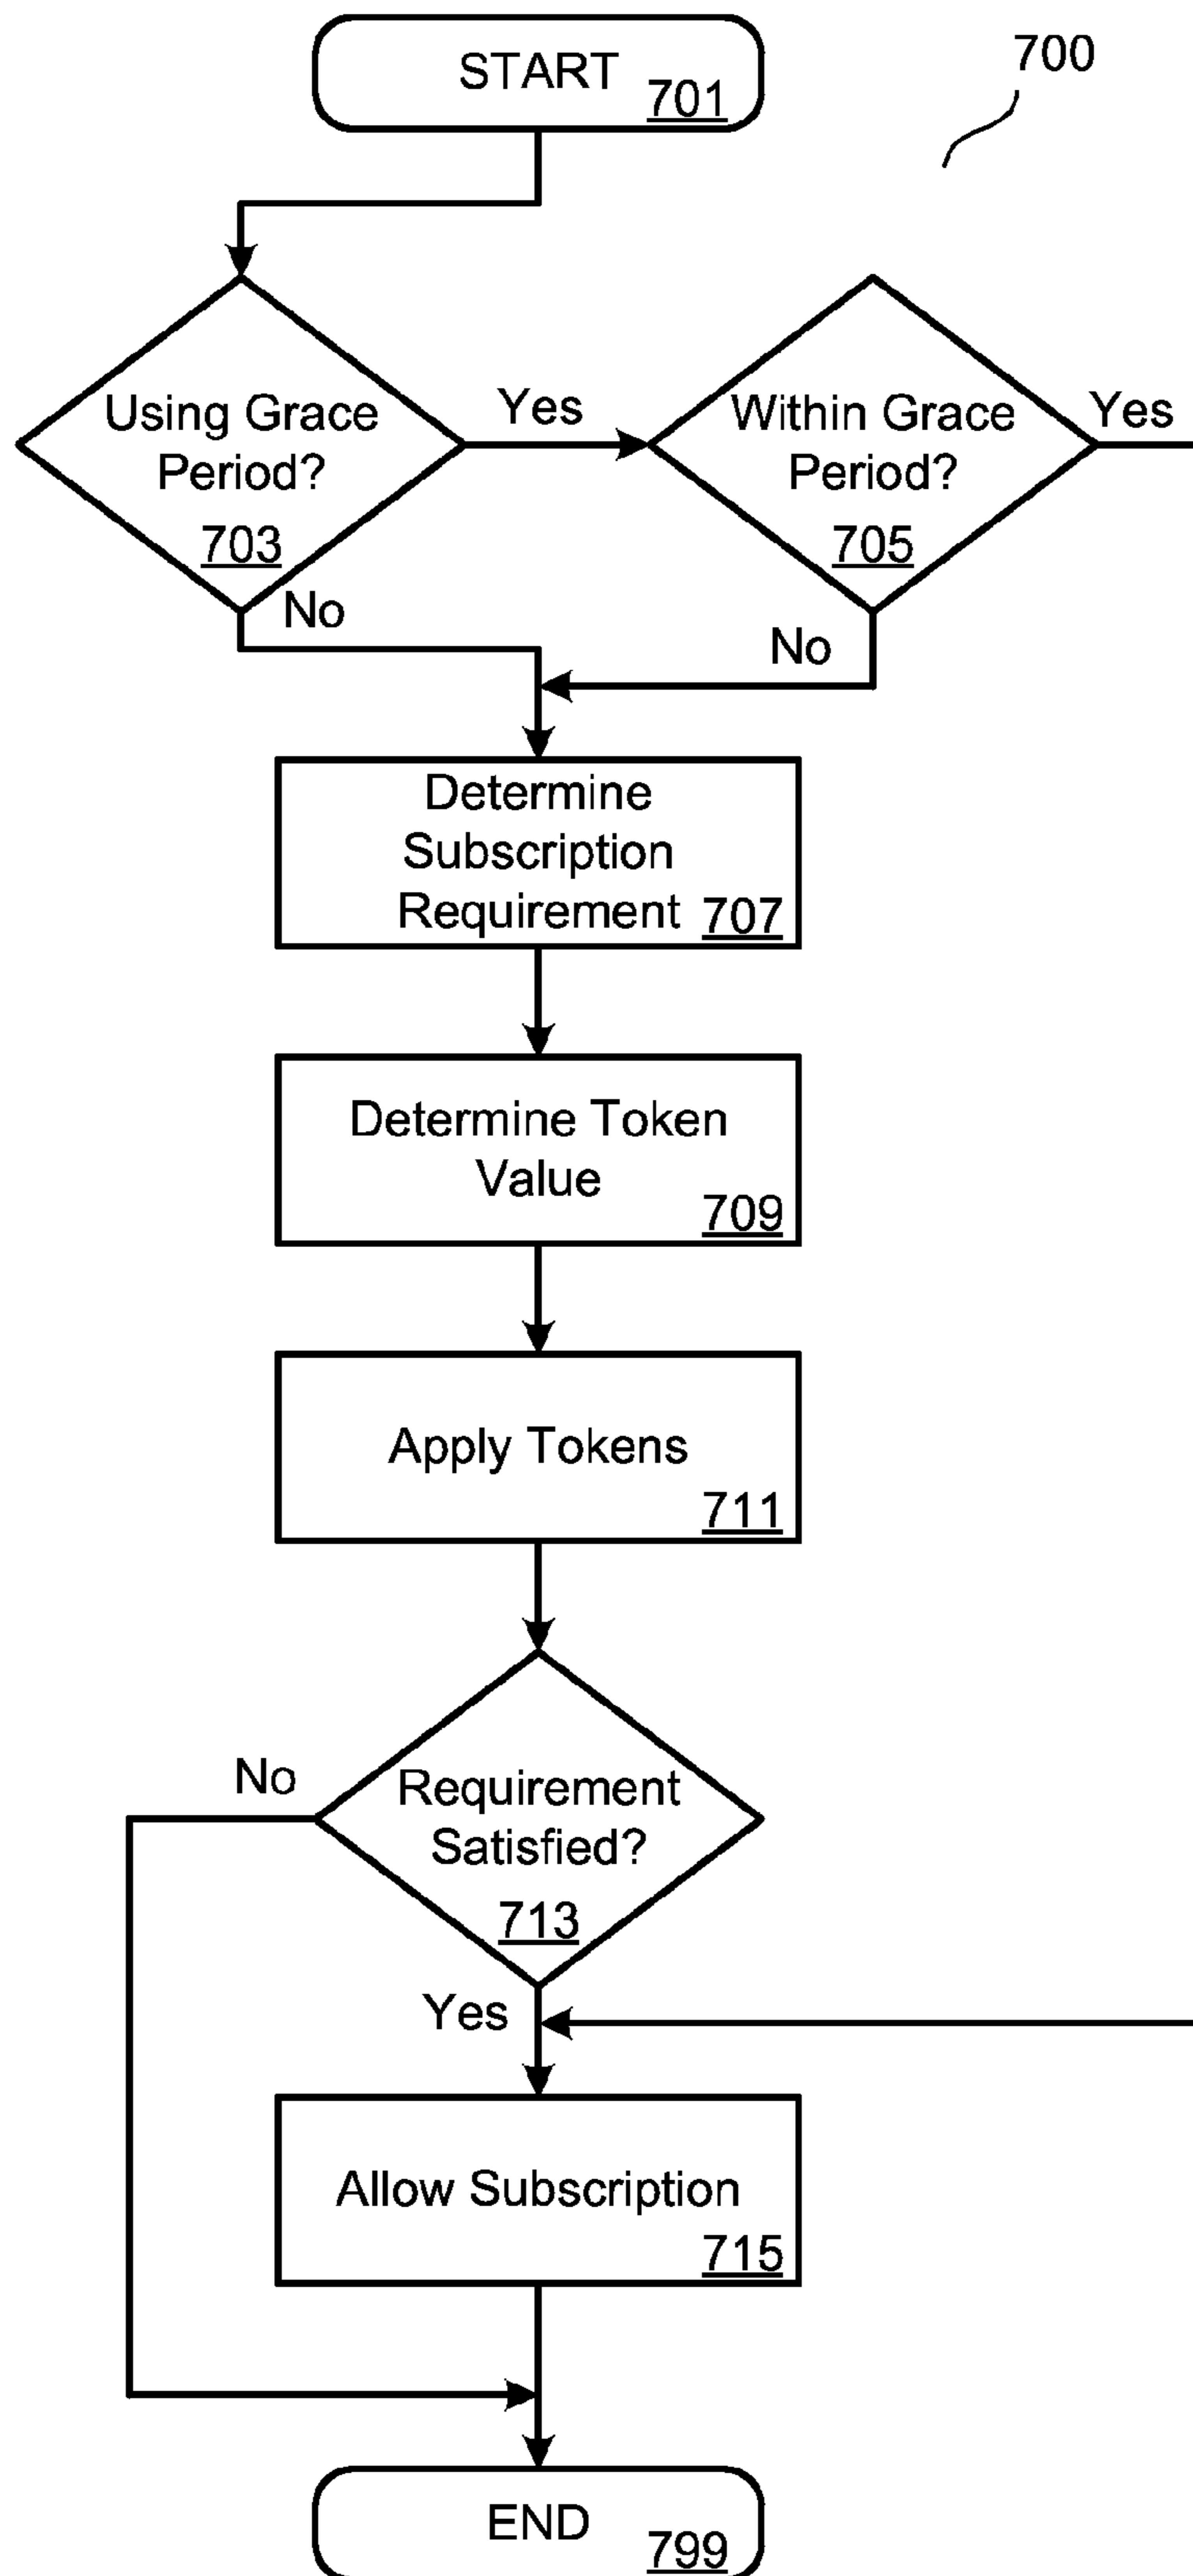 START
701
700
Using Grace
Period?
703
Yes
Within Grace
Period?
705
Yes
No
No
Determine
Subscription
Requirement
707
Determine Token
Value
709
Apply Tokens
711
No
Requirement
Satisfied?
713
Yes
Allow Subscription
715
END
799